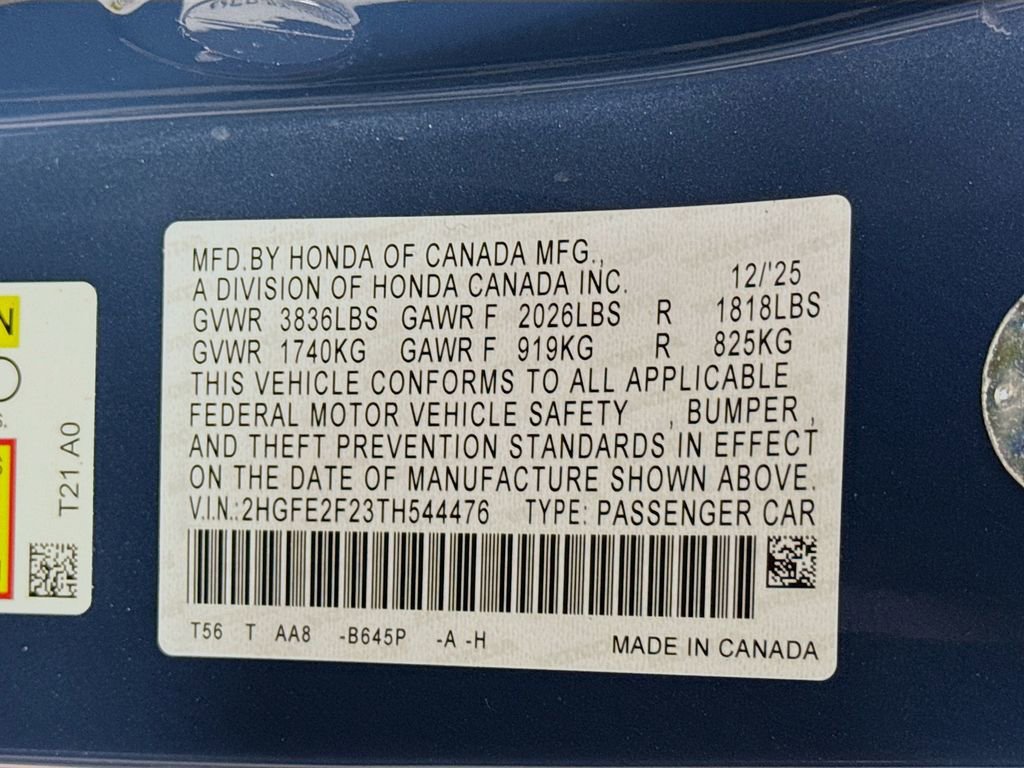 MFD.BY HONDA OF CANADA MFG.,
A DIVISION OF HONDA CANADA INC. 12/'25
GVWR 3836LBS GAWR F 2026LBS R 1818LBS
GVWR 1740KG GAWR F 919KG R 825KG
THIS VEHICLE CONFORMS TO ALL APPLICABLE
FEDERAL MOTOR VEHICLE SAFETY , BUMPER ,
AND THEFT PREVENTION STANDARDS IN EFFECT
ON THE DATE OF MANUFACTURE SHOWN ABOVE.
V.I.N.:2HGFE2F23TH544476 TYPE: PASSENGER CAR
T56 T AA8 -B645P -A -H MADE IN CANADA
T21 A0